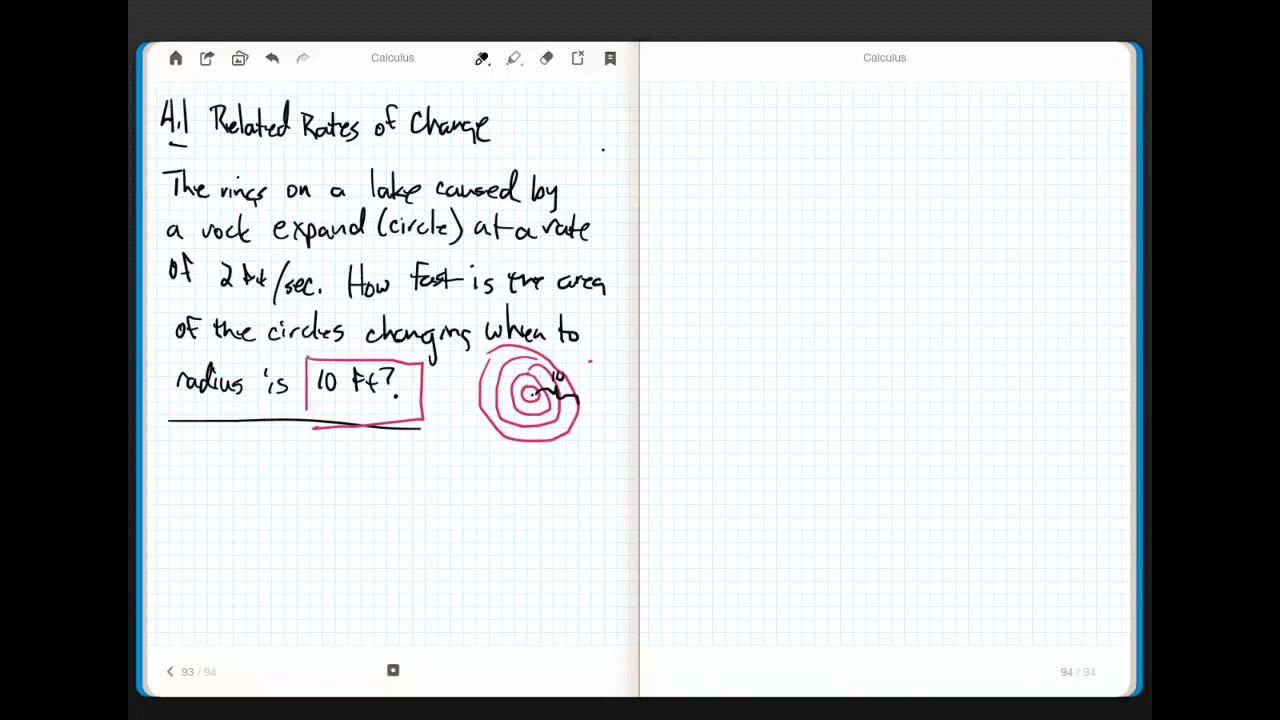 Calculus
Calculus
4.1 Related Rates of Change
The rings on a lake caused by
a rock expand (circle) at a rate
of 2 ft/sec. How fast is the area
of the circles changing when to
radius is 10 ft?
10
93 / 94
94 / 94